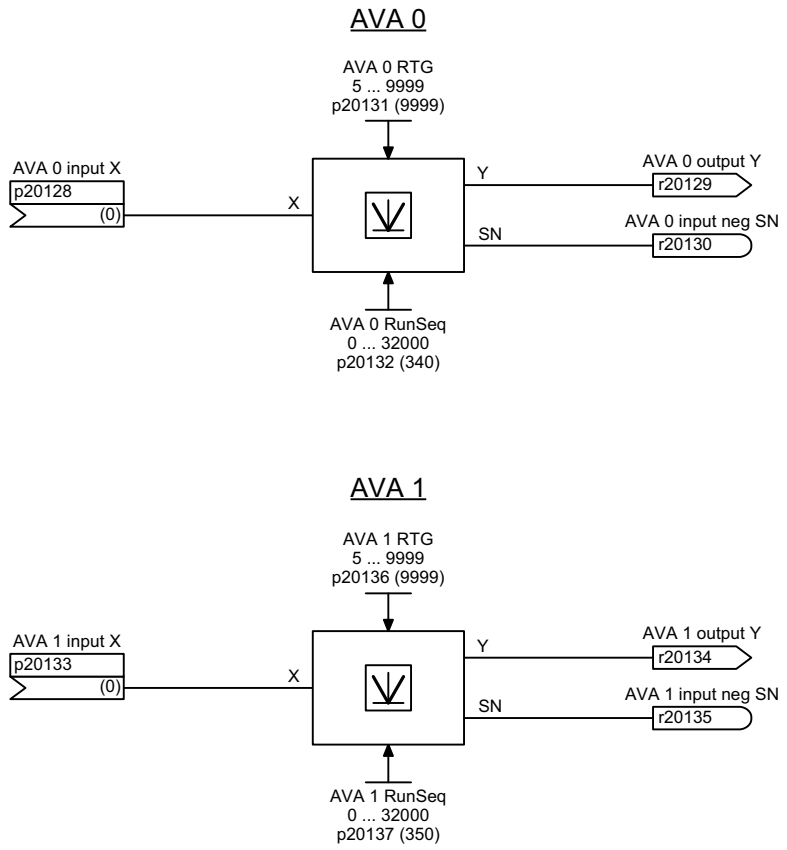 AVA 0
AVA 0 RTG
5 ... 9999
p20131 (9999)
AVA 0 input X
p20128
(0)
X
Y
AVA 0 output Y
r20129
SN
AVA 0 input neg SN
r20130
AVA 0 RunSeq
0 ... 32000
p20132 (340)
AVA 1
AVA 1 RTG
5 ... 9999
p20136 (9999)
AVA 1 input X
p20133
(0)
X
Y
AVA 1 output Y
r20134
SN
AVA 1 input neg SN
r20135
AVA 1 RunSeq
0 ... 32000
p20137 (350)